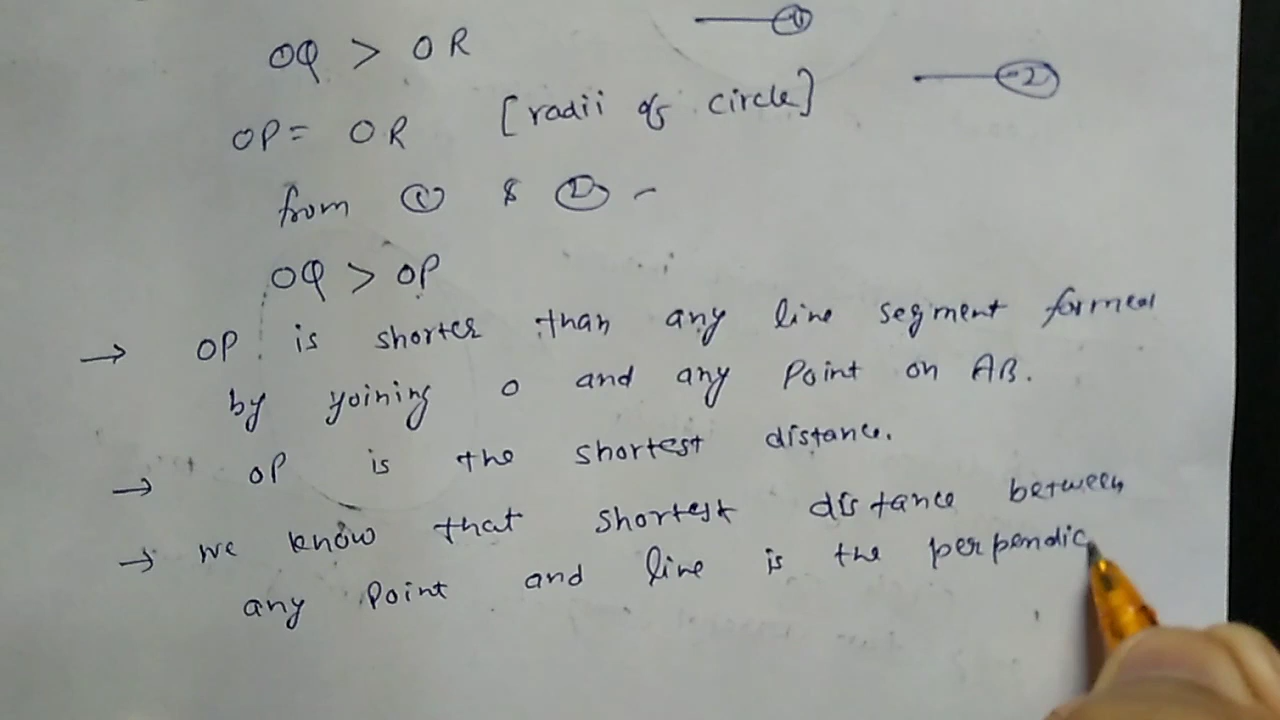 ①
OQ > OR
②
OP = OR [radii of circle]
from ① & ② -
OQ > OP
→ OP is shorter than any line segment formed
by yoining O and any Point on AB.
→ OP is the shortest distance.
→ we know that shortest distance between
any Point and line is the perpendic